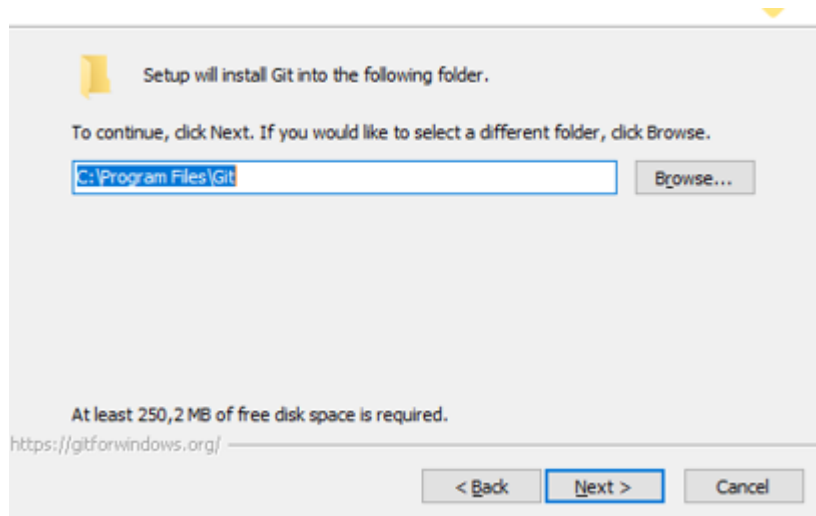 Setup will install Git into the following folder.
To continue, click Next. If you would like to select a different folder, click Browse.
C:\Program Files\Git
Browse...
At least 250,2 MB of free disk space is required.
https://gitforwindows.org/
< Back Next > Cancel